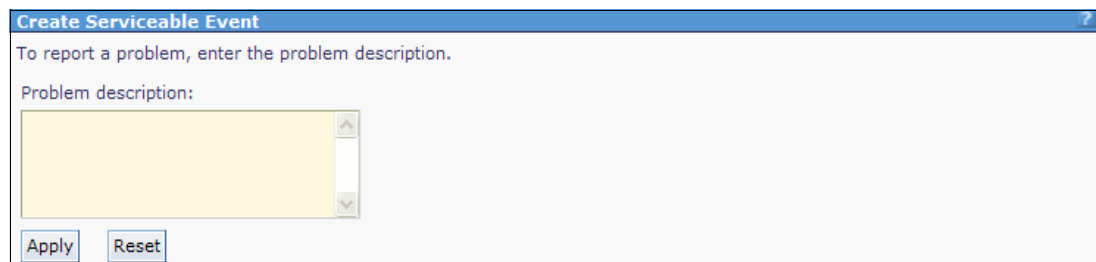 Create Serviceable Event
?
To report a problem, enter the problem description.
Problem description:
Apply Reset